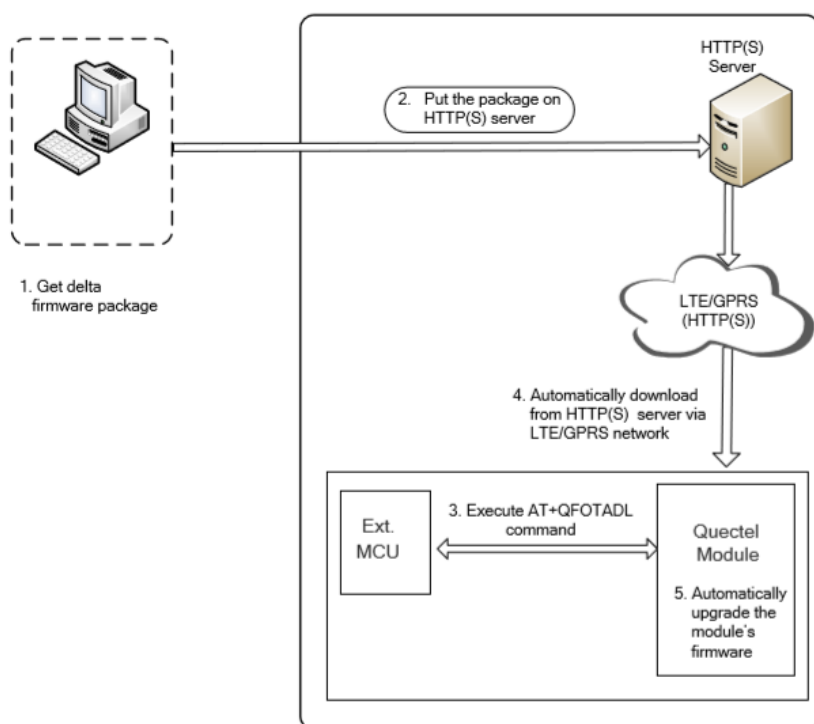 HTTP(S)
Server
2. Put the package on
HTTP(S) server
1. Get delta
firmware package
LTE/GPRS
(HTTP(S))
4. Automatically download
from HTTP(S) server via
LTE/GPRS network
3. Execute AT+QFOTADL
command
Ext.
MCU
Quectel
Module
5. Automatically
upgrade the
module's
firmware